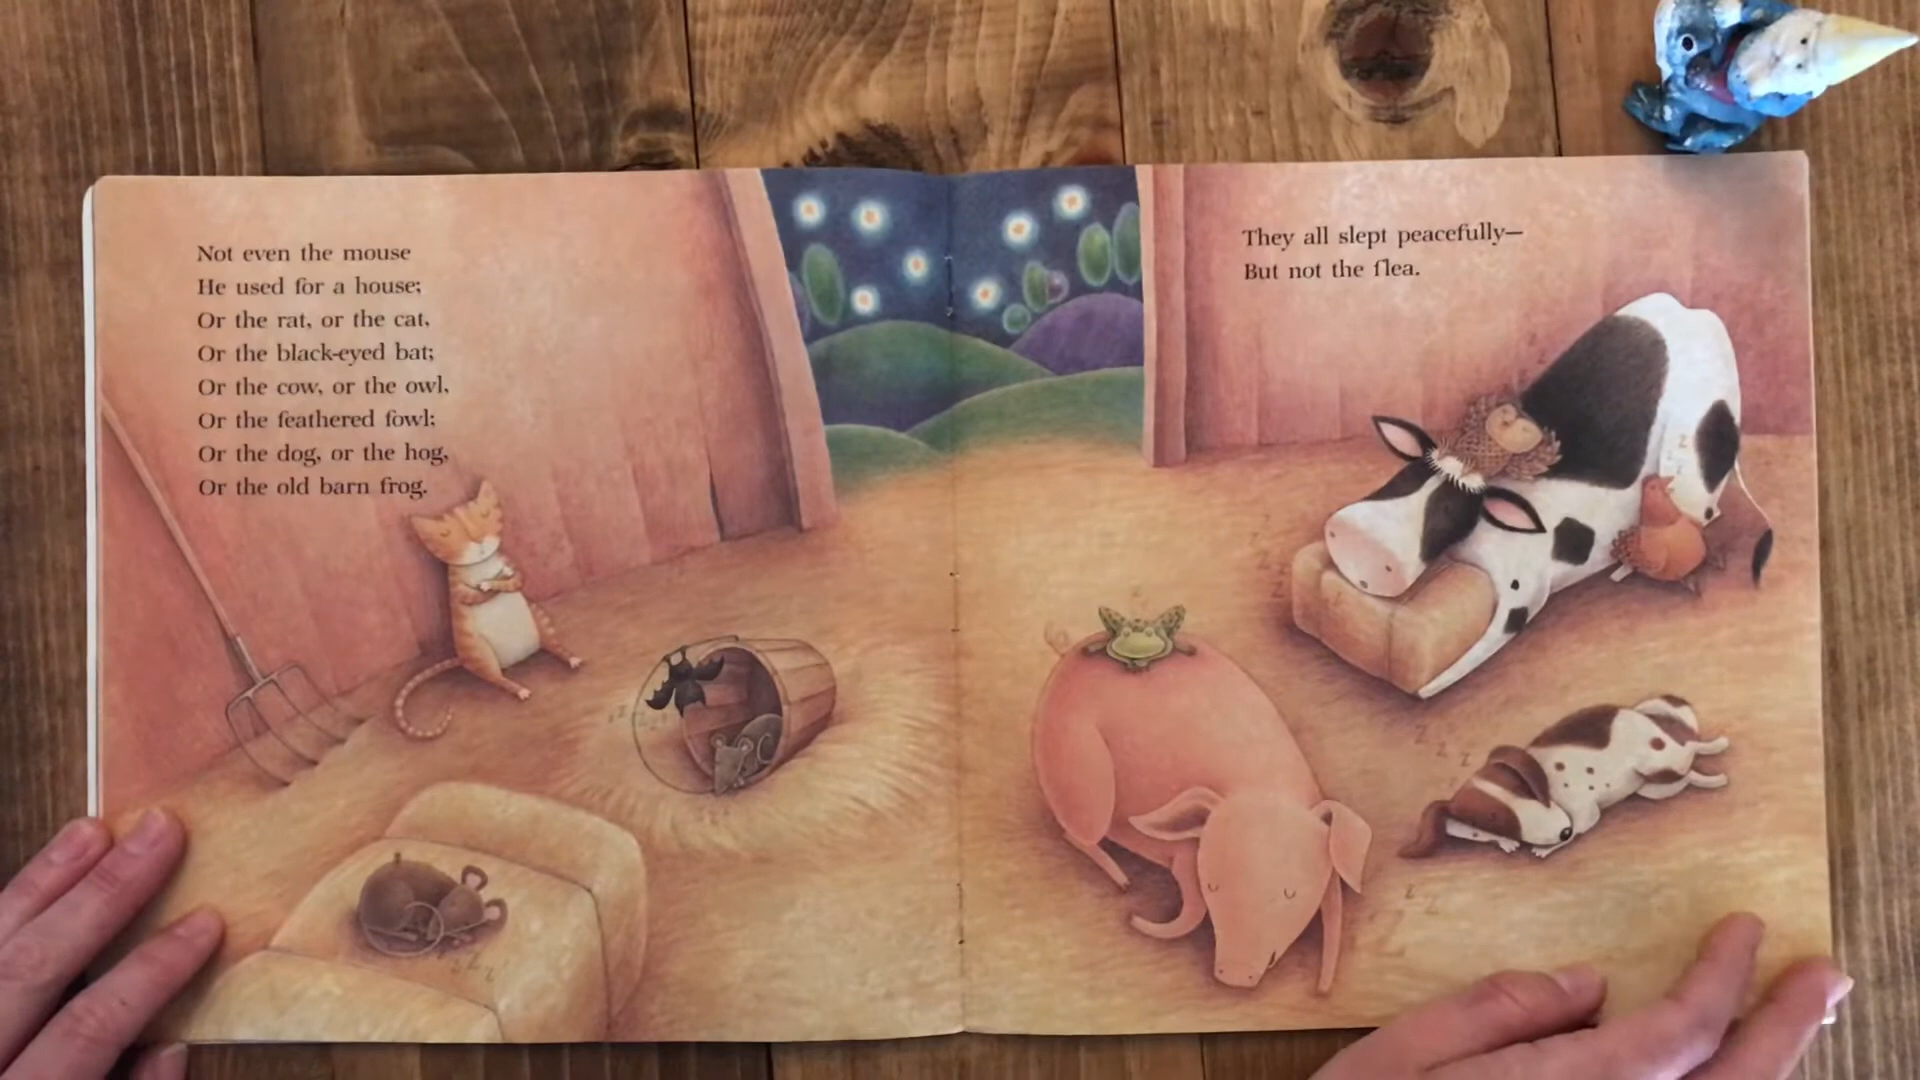 Not even the mouse
He used for a house;
Or the rat, or the cat,
Or the black-eyed bat;
Or the cow, or the owl,
Or the feathered fowl;
Or the dog, or the hog,
Or the old barn frog.
They all slept peacefully—
But not the flea.